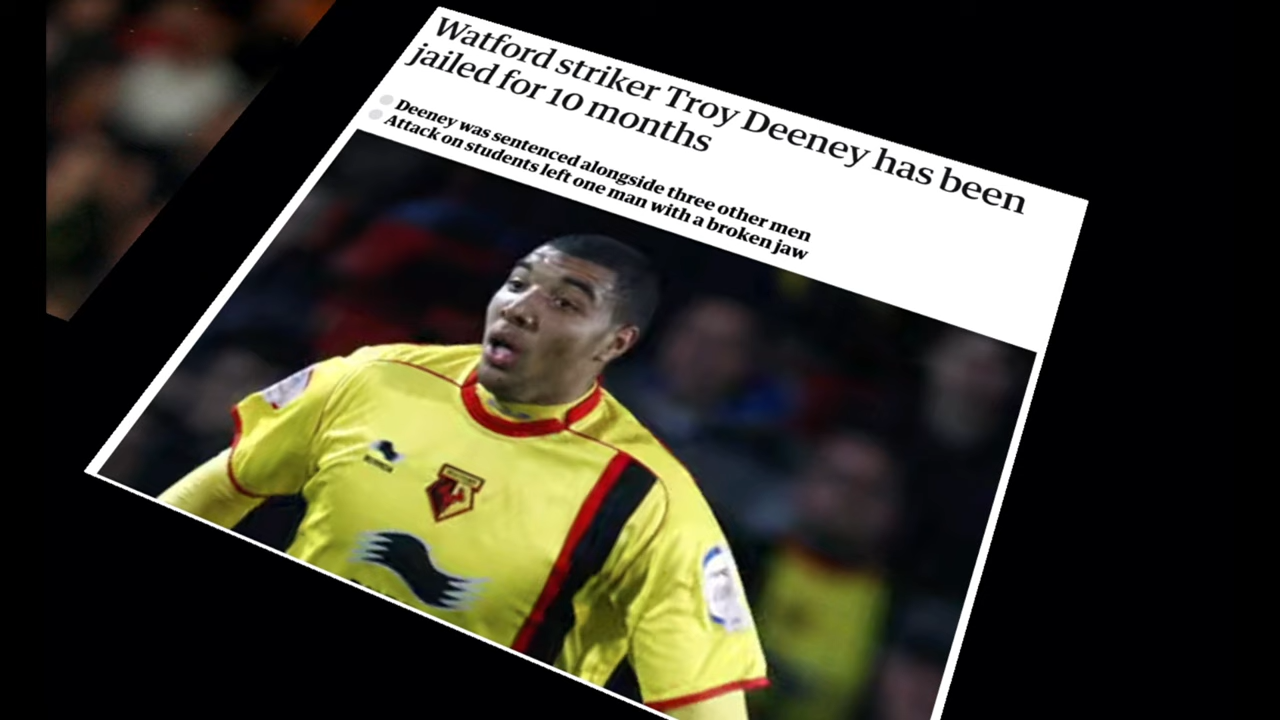 Watford striker Troy Deeney has been
jailed for 10 months
Deeney was sentenced alongside three other men
Attack on students left one man with a broken jaw